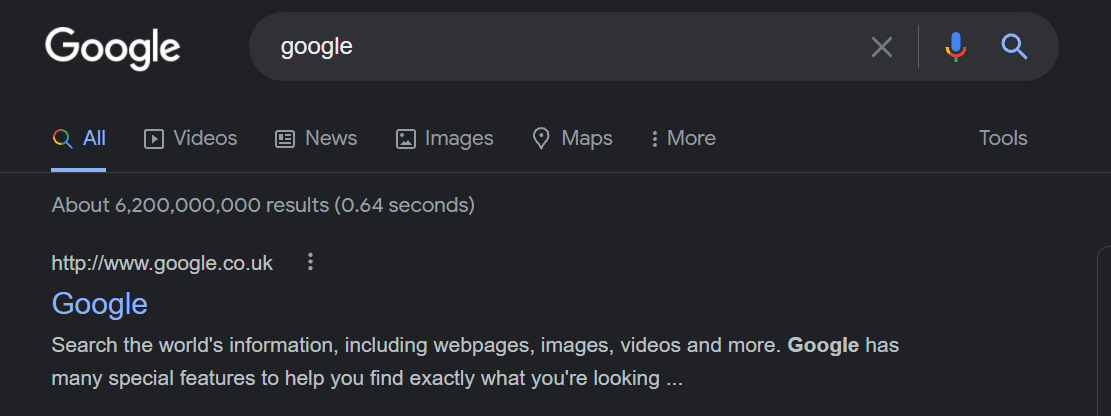 Google google
All Videos News Images Maps More Tools
About 6,200,000,000 results (0.64 seconds)
http://www.google.co.uk
Google
Search the world's information, including webpages, images, videos and more. Google has
many special features to help you find exactly what you're looking ...